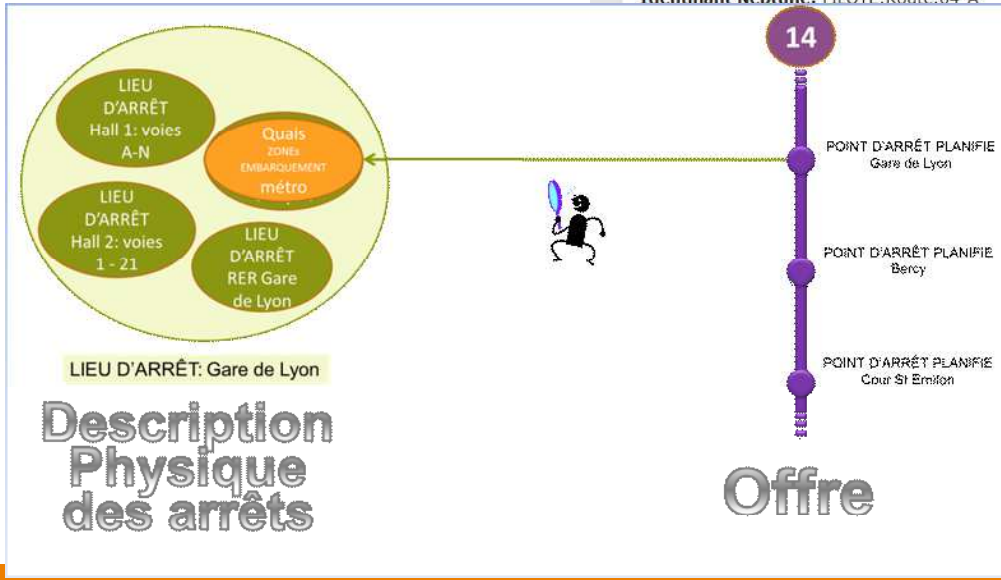 14
LIEU
D'ARRÊT
Hall 1: voies
A-N
Quais
ZONEs
EMBARQUEMENT
métro
LIEU
D'ARRÊT
Hall 2: voies
1 - 21
LIEU
D'ARRÊT
RER Gare
de Lyon
LIEU D'ARRÊT: Gare de Lyon
Description
Physique
des arrêts
POINT D'ARRÊT PLANIFIE
Gare de Lyon
POINT D'ARRÊT PLANIFIE
Bercy
POINT D'ARRÊT PLANIFIE
Cour St Emilon
Offre